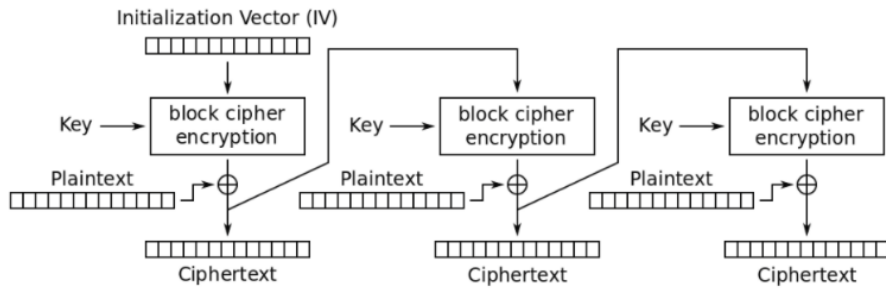 Initialization Vector (IV)
Key
block cipher
encryption
Key
block cipher
encryption
Key
block cipher
encryption
Plaintext
Plaintext
Plaintext
Ciphertext
Ciphertext
Ciphertext